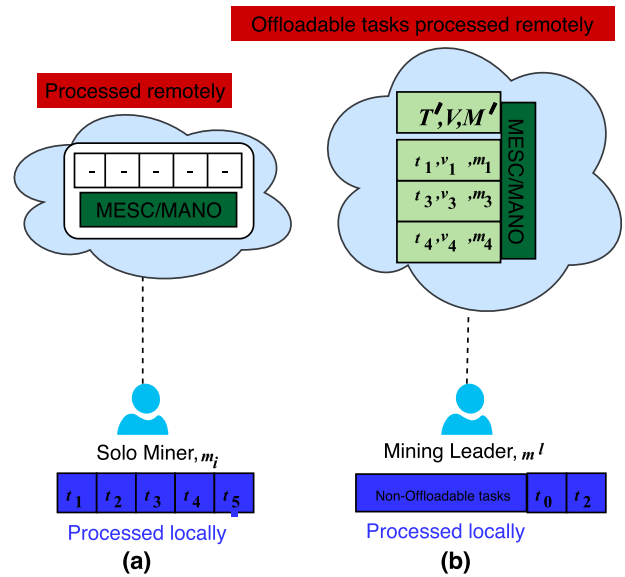 Processed remotely
- - - - -
MESC/MANO
Solo Miner, mᵢ
t₁ t₂ t₃ t₄ t₅
Processed locally
(a)
Offloadable tasks processed remotely
T',V,M'
t₁,v₁ ,m₁
t₃,v₃ ,m₃
t₄,v₄ ,m₄
MESC/MANO
Mining Leader, mˡ
Non-Offloadable tasks t₀ t₂
Processed locally
(b)